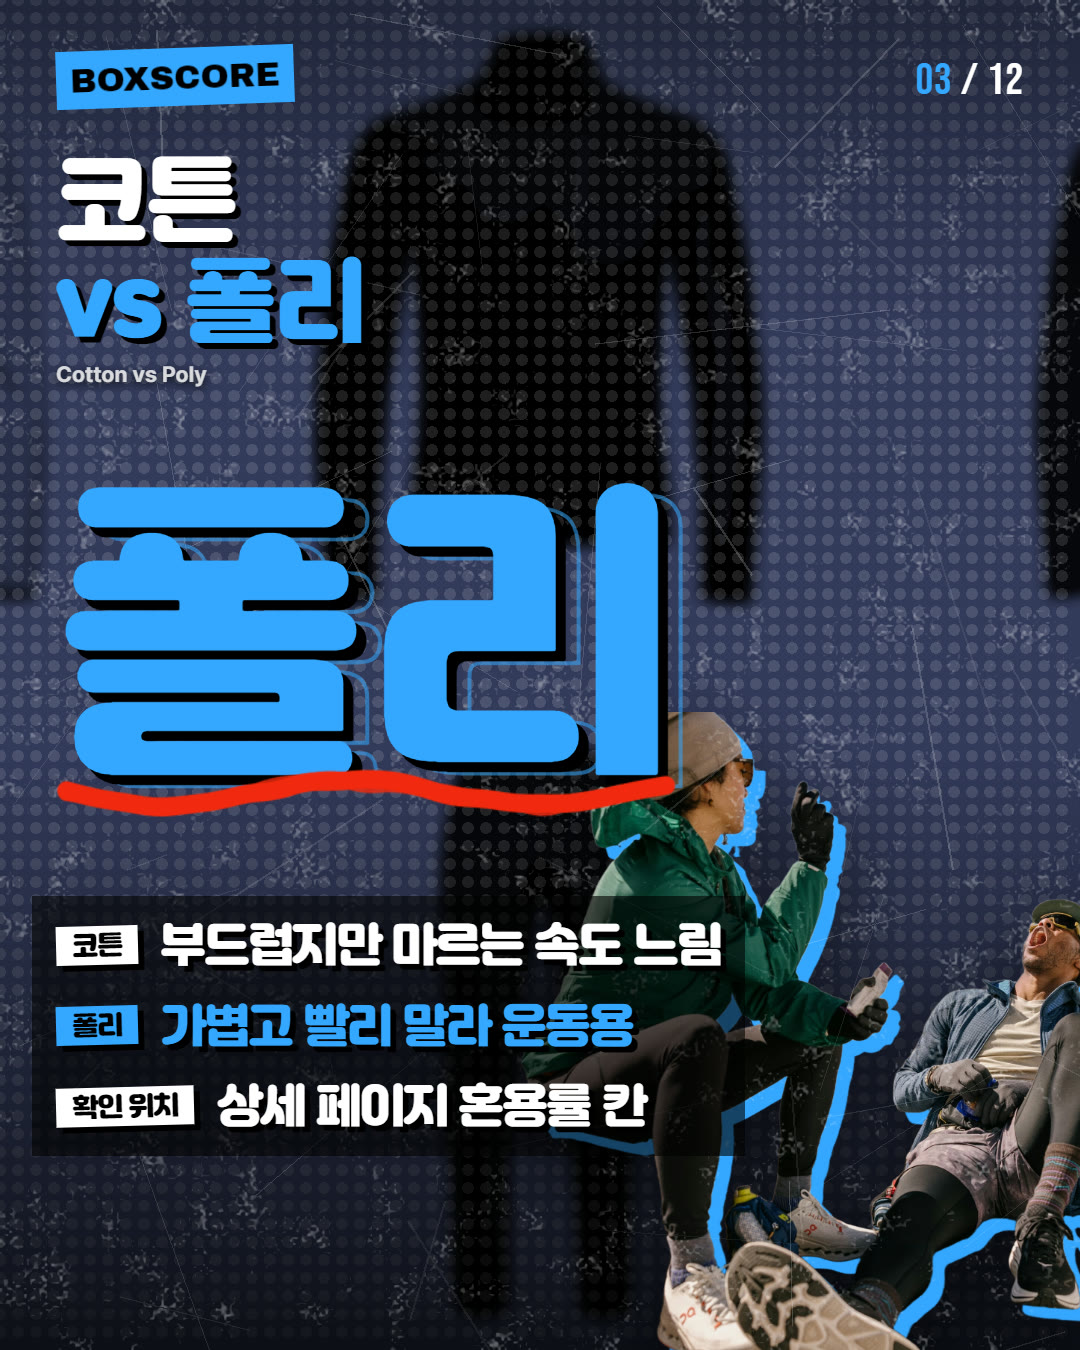 BOXSCORE
03 / 12
코튼
vs 폴리
Cotton vs Poly
폴리
코튼 부드럽지만 마르는 속도 느림
폴리 가볍고 빨리 말라 운동용
확인 위치 상세 페이지 혼용률 칸